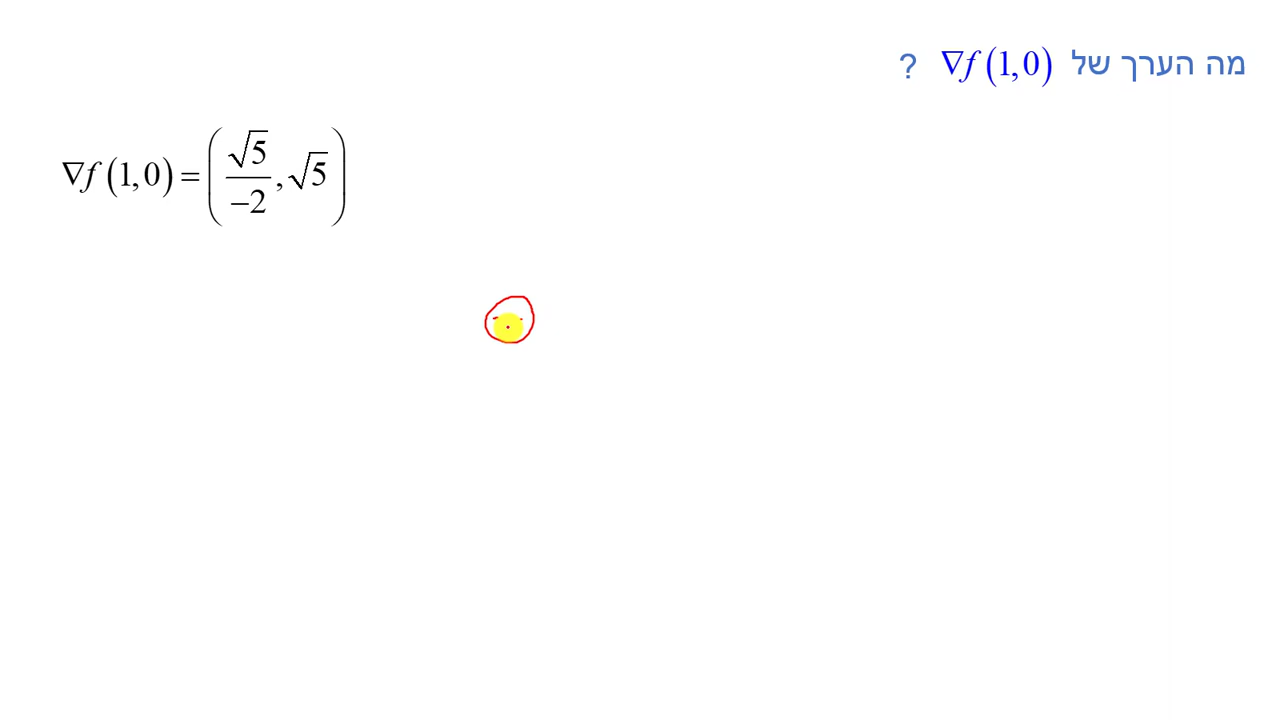 מה הערך של ∇f(1,0) ?
∇f(1,0) = (√5/−2, √5)